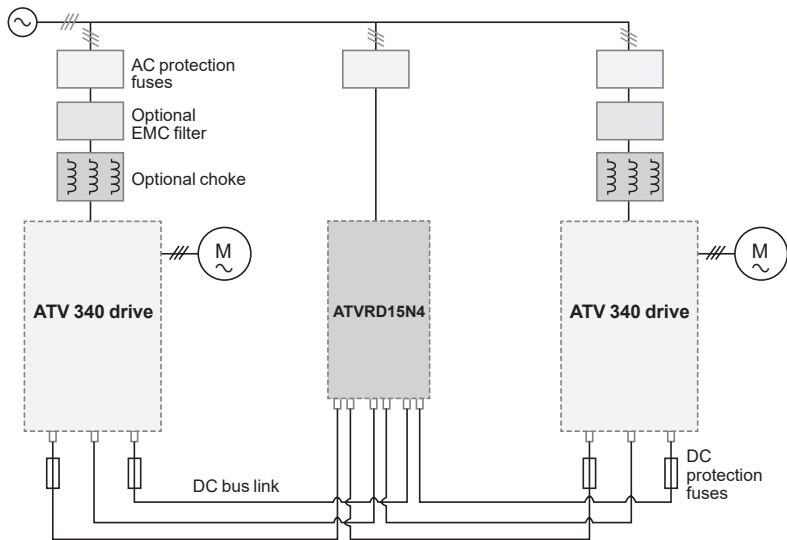 AC protection
fuses
Optional
EMC filter
Optional choke
M
M
ATV 340 drive
ATVRD15N4
ATV 340 drive
DC bus link
DC
protection
fuses